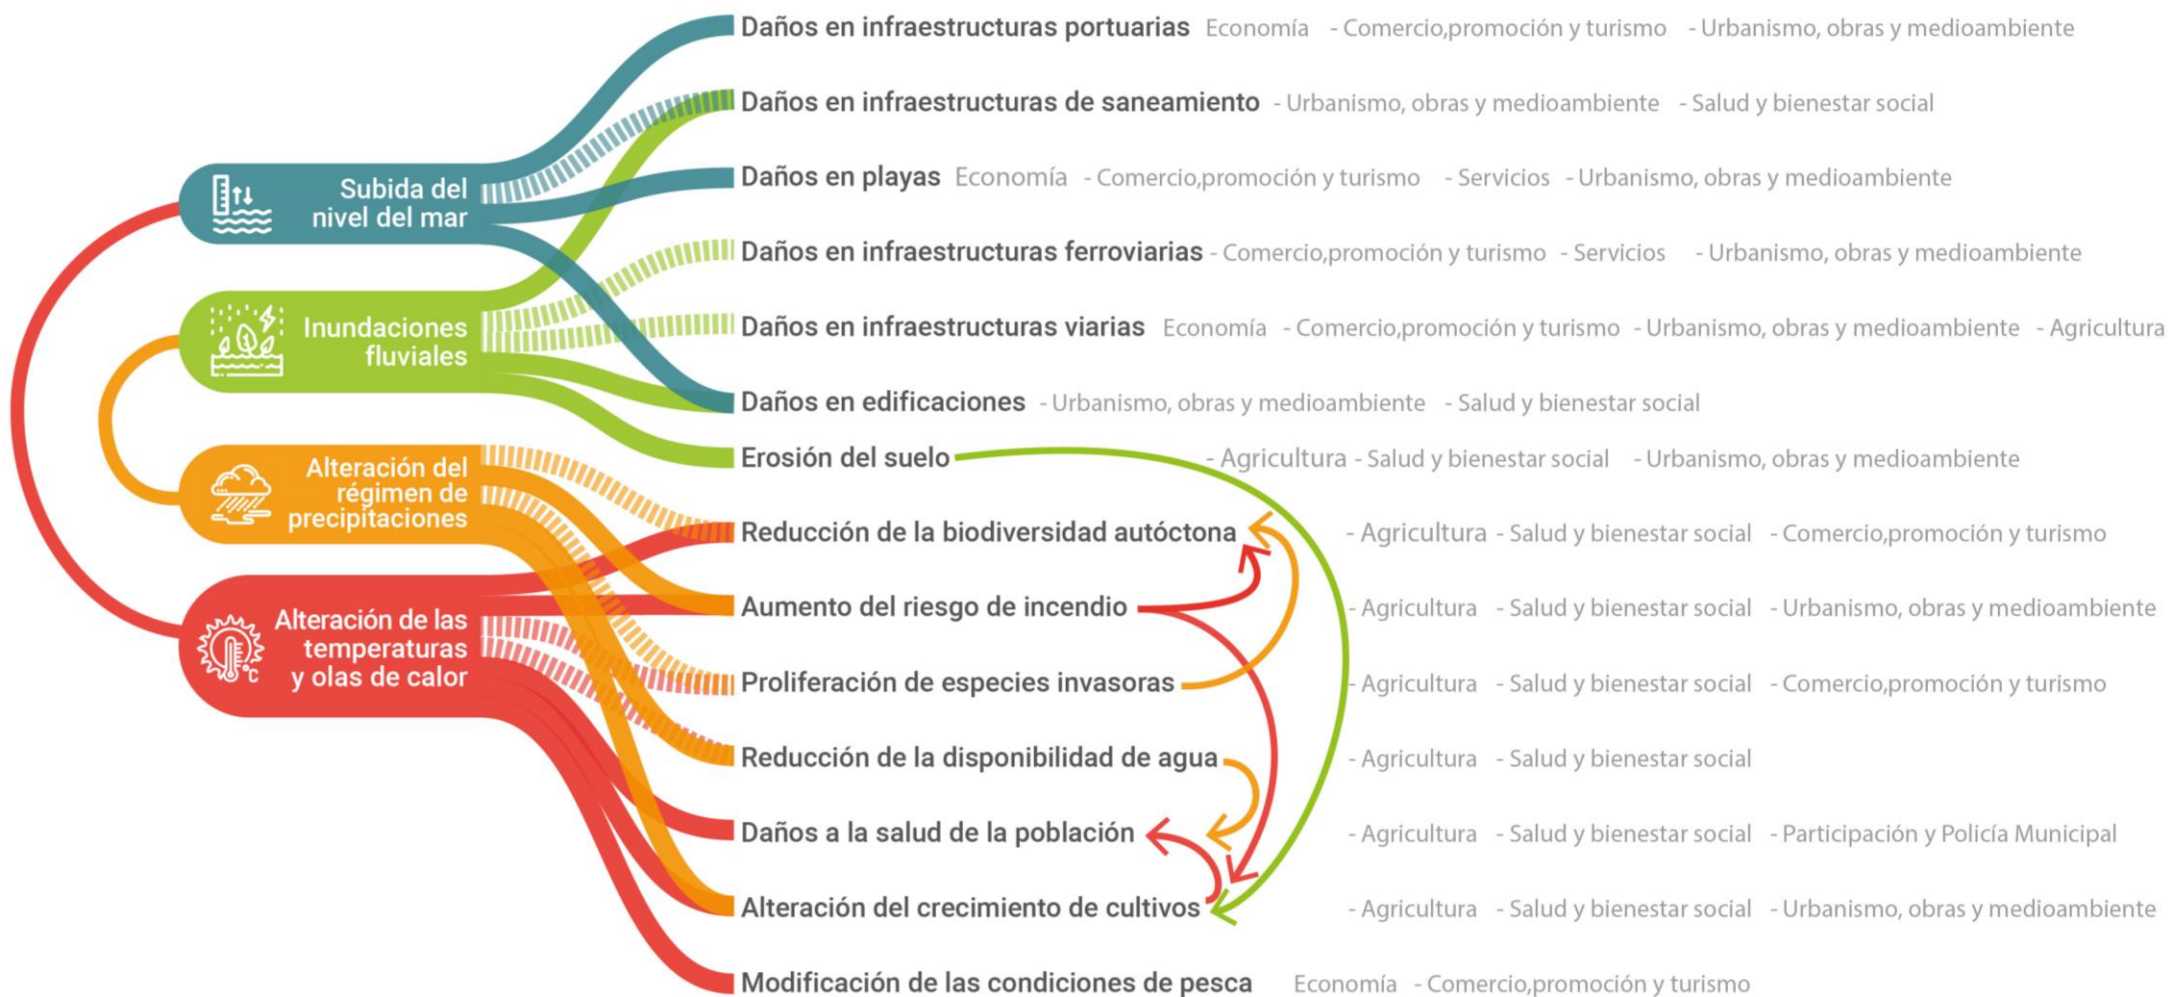 Daños en infraestructuras portuarias Economía - Comercio,promoción y turismo - Urbanismo, obras y medioambiente
Daños en infraestructuras de saneamiento - Urbanismo, obras y medioambiente - Salud y bienestar social
Daños en playas Economía - Comercio,promoción y turismo - Servicios - Urbanismo, obras y medioambiente
Subida del
nivel del mar
Daños en infraestructuras ferroviarias - Comercio,promoción y turismo - Servicios - Urbanismo, obras y medioambiente
Daños en infraestructuras viarias Economía - Comercio,promoción y turismo - Urbanismo, obras y medioambiente - Agricultura
Inundaciones
fluviales
Daños en edificaciones - Urbanismo, obras y medioambiente - Salud y bienestar social
Erosión del suelo - Agricultura - Salud y bienestar social - Urbanismo, obras y medioambiente
Alteración del
régimen de
precipitaciones
Reducción de la biodiversidad autóctona - Agricultura - Salud y bienestar social - Comercio,promoción y turismo
Aumento del riesgo de incendio - Agricultura - Salud y bienestar social - Urbanismo, obras y medioambiente
Alteración de las
temperaturas
y olas de calor
°C
Proliferación de especies invasoras - Agricultura - Salud y bienestar social - Comercio,promoción y turismo
Reducción de la disponibilidad de agua - Agricultura - Salud y bienestar social
Daños a la salud de la población - Agricultura - Salud y bienestar social - Participación y Policía Municipal
Alteración del crecimiento de cultivos - Agricultura - Salud y bienestar social - Urbanismo, obras y medioambiente
Modificación de las condiciones de pesca Economía - Comercio,promoción y turismo